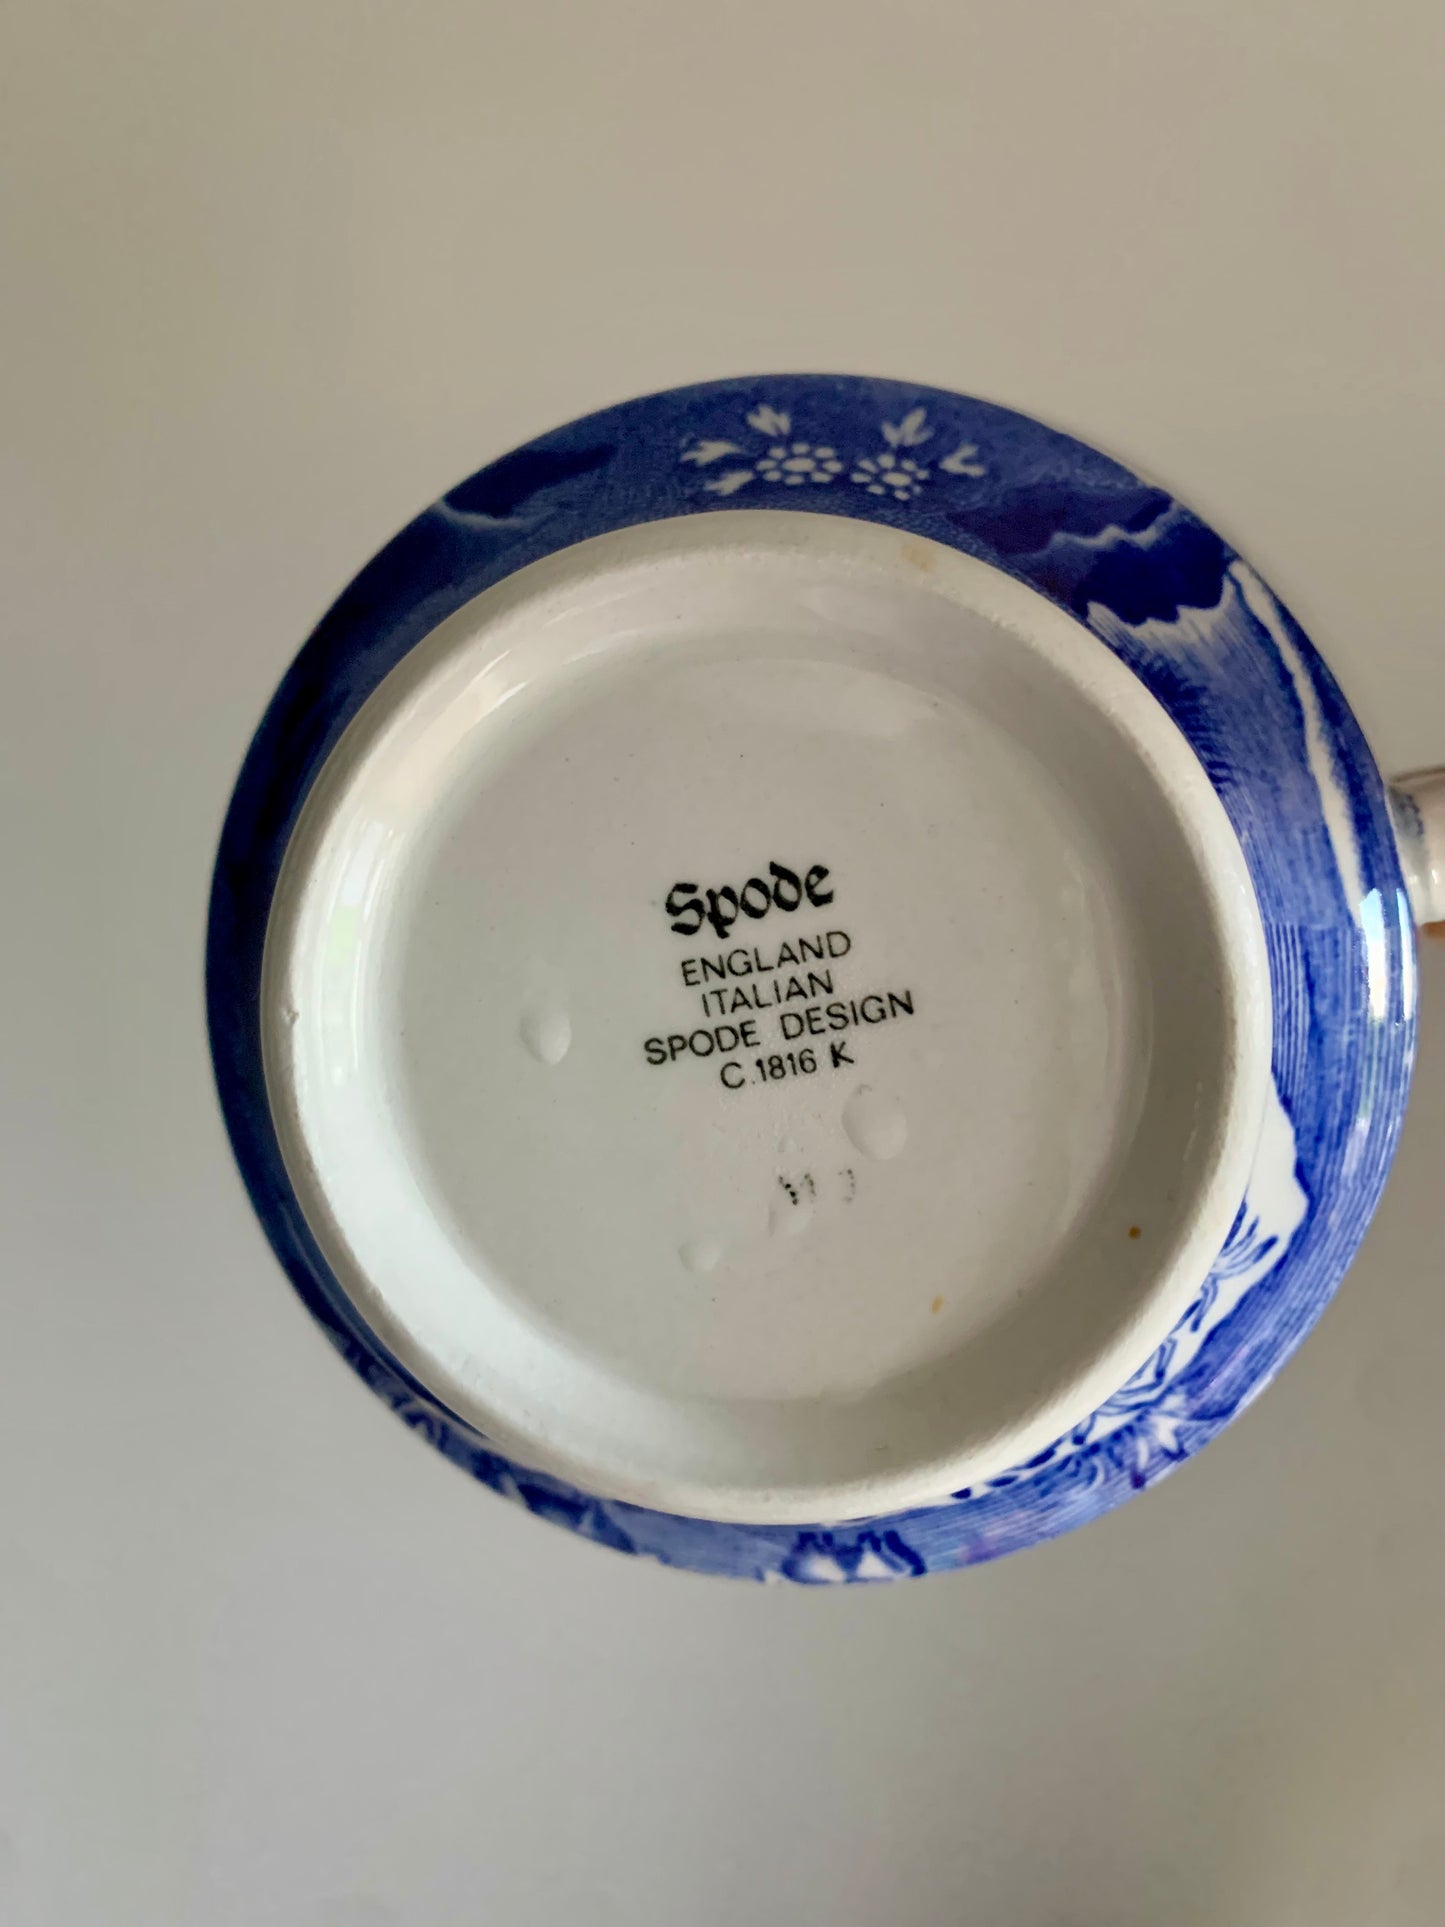 Spode
ENGLAND
ITALIAN
SPODE DESIGN
C.1816 K